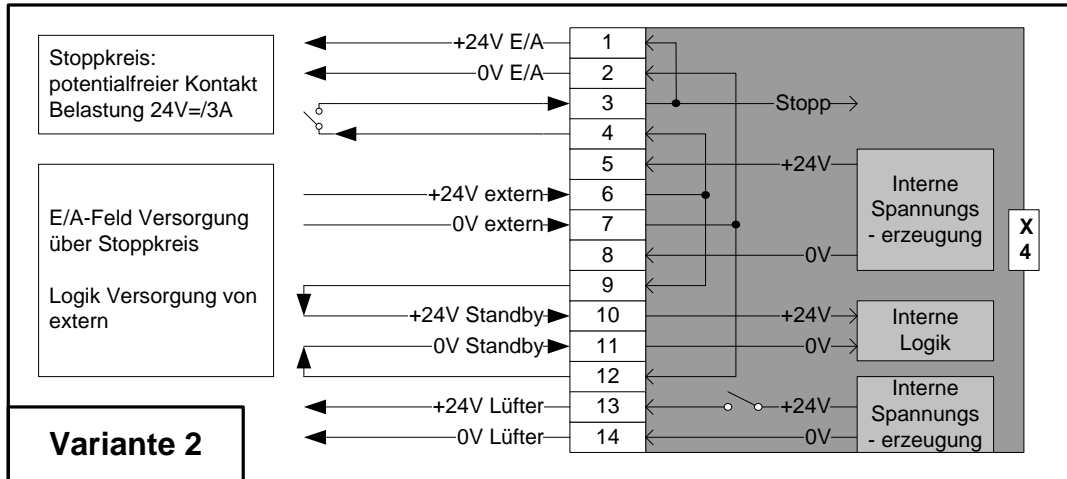 Stoppkreis:
potentialfreier Kontakt
Belastung 24V=/3A
E/A-Feld Versorgung
über Stoppkreis
Logik Versorgung von
extern
Variante 2
+24V E/A
0V E/A
+24V extern
0V extern
+24V Standby
0V Standby
+24V Lüfter
0V Lüfter
1
2
3
4
5
6
7
8
9
10
11
12
13
14
Stopp
+24V
0V
+24V
0V
+24V
0V
Interne
Spannungs
- erzeugung
Interne
Logik
Interne
Spannungs
- erzeugung
X
4